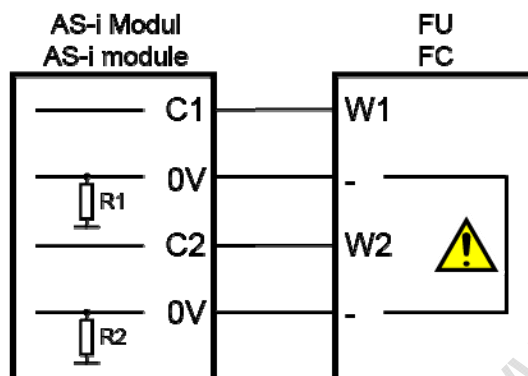 AS-i Modul
AS-i module
FU
FC
C1
W1
0V
-
R1
C2
W2
0V
-
R2